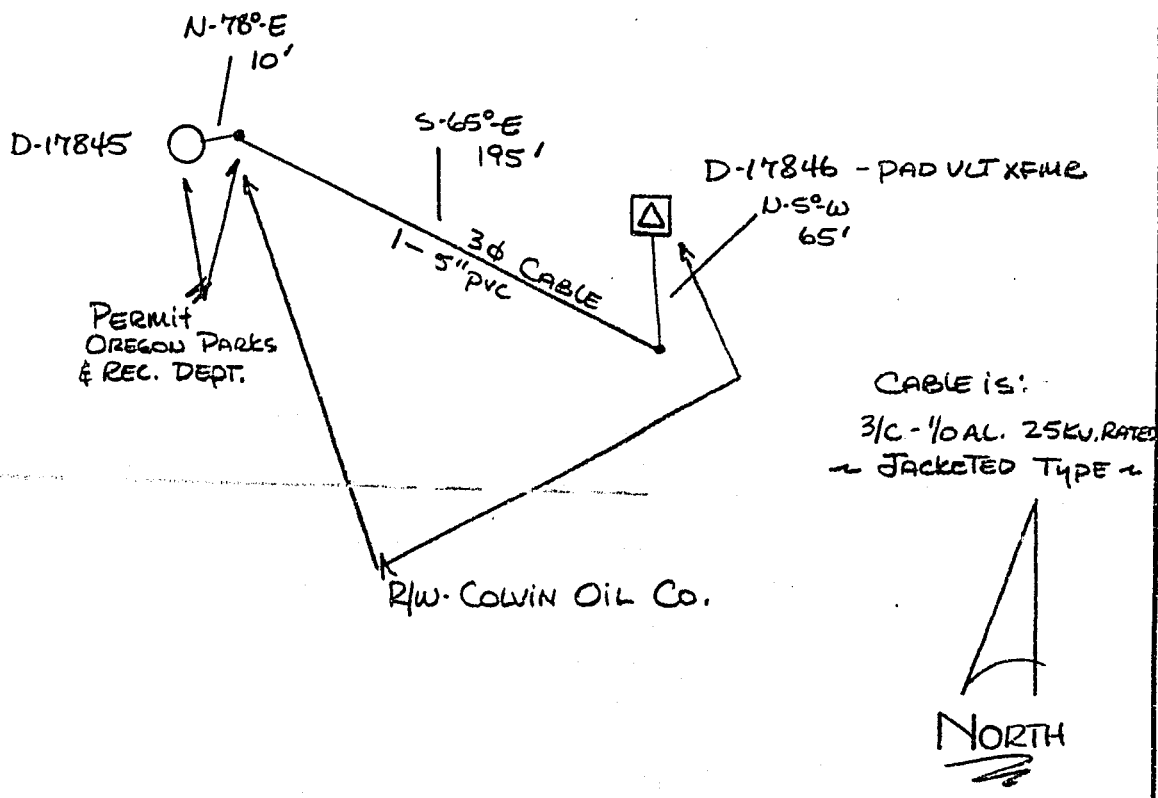 N-78°-E
10'
D-17845
S-65°-E
195'
D-17846 - PAD VLT XFMR
N-5°-W
65'
3ф CABLE
1- 5" PVC
PERMIT
OREGON PARKS
& REC. DEPT.
CABLE is:
3/C - 1/0 AL. 25KV. RATED
~ JACKETED TYPE ~
R/W. COLVIN OIL CO.
NORTH